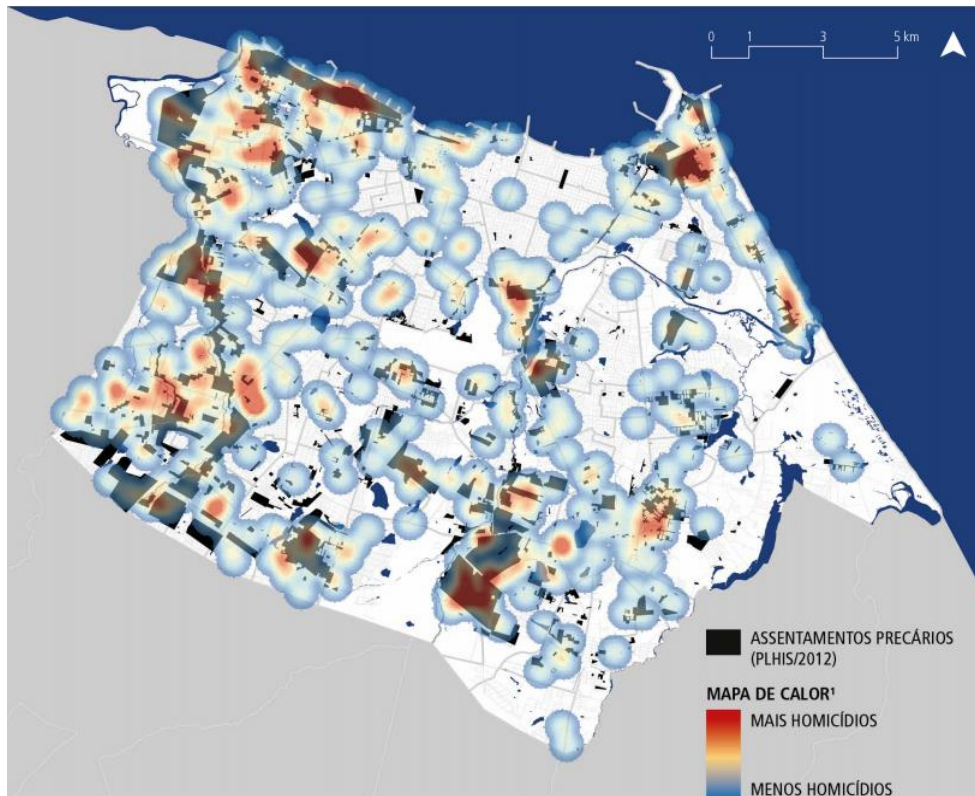 0 1 3 5 km
ASSENTAMENTOS PRECÁRIOS
(PLHIS/2012)
MAPA DE CALOR¹
MAIS HOMICÍDIOS
MENOS HOMICÍDIOS